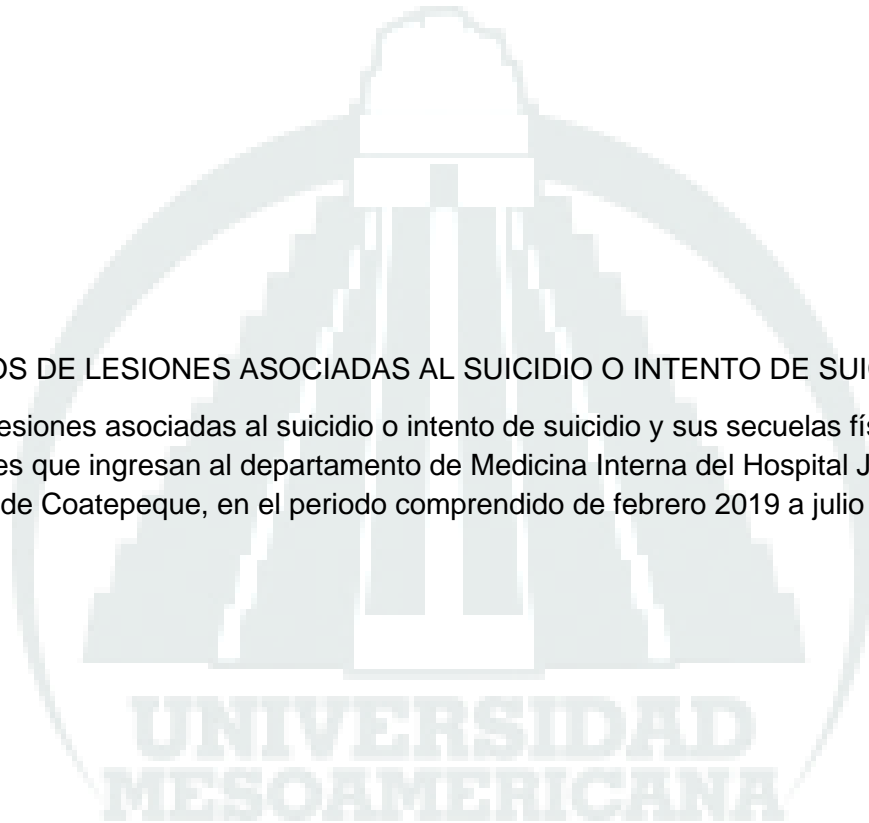 OS DE LESIONES ASOCIADAS AL SUICIDIO O INTENTO DE SUI
esiones asociadas al suicidio o intento de suicidio y sus secuelas fí
es que ingresan al departamento de Medicina Interna del Hospital J
de Coatepeque, en el periodo comprendido de febrero 2019 a julio
UNIVERSIDAD
MESOAMERICANA